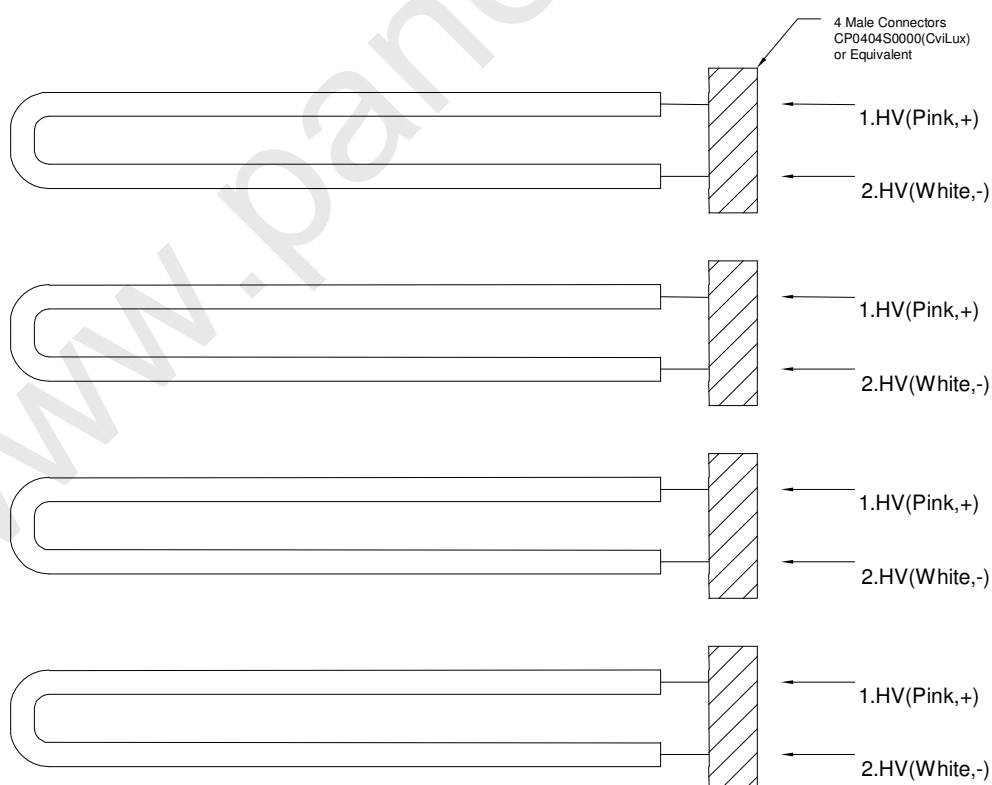 4 Male Connectors
CP0404S0000(CviLux)
or Equivalent
1.HV(Pink,+)
2.HV(White,-)
1.HV(Pink,+)
2.HV(White,-)
1.HV(Pink,+)
2.HV(White,-)
1.HV(Pink,+)
2.HV(White,-)